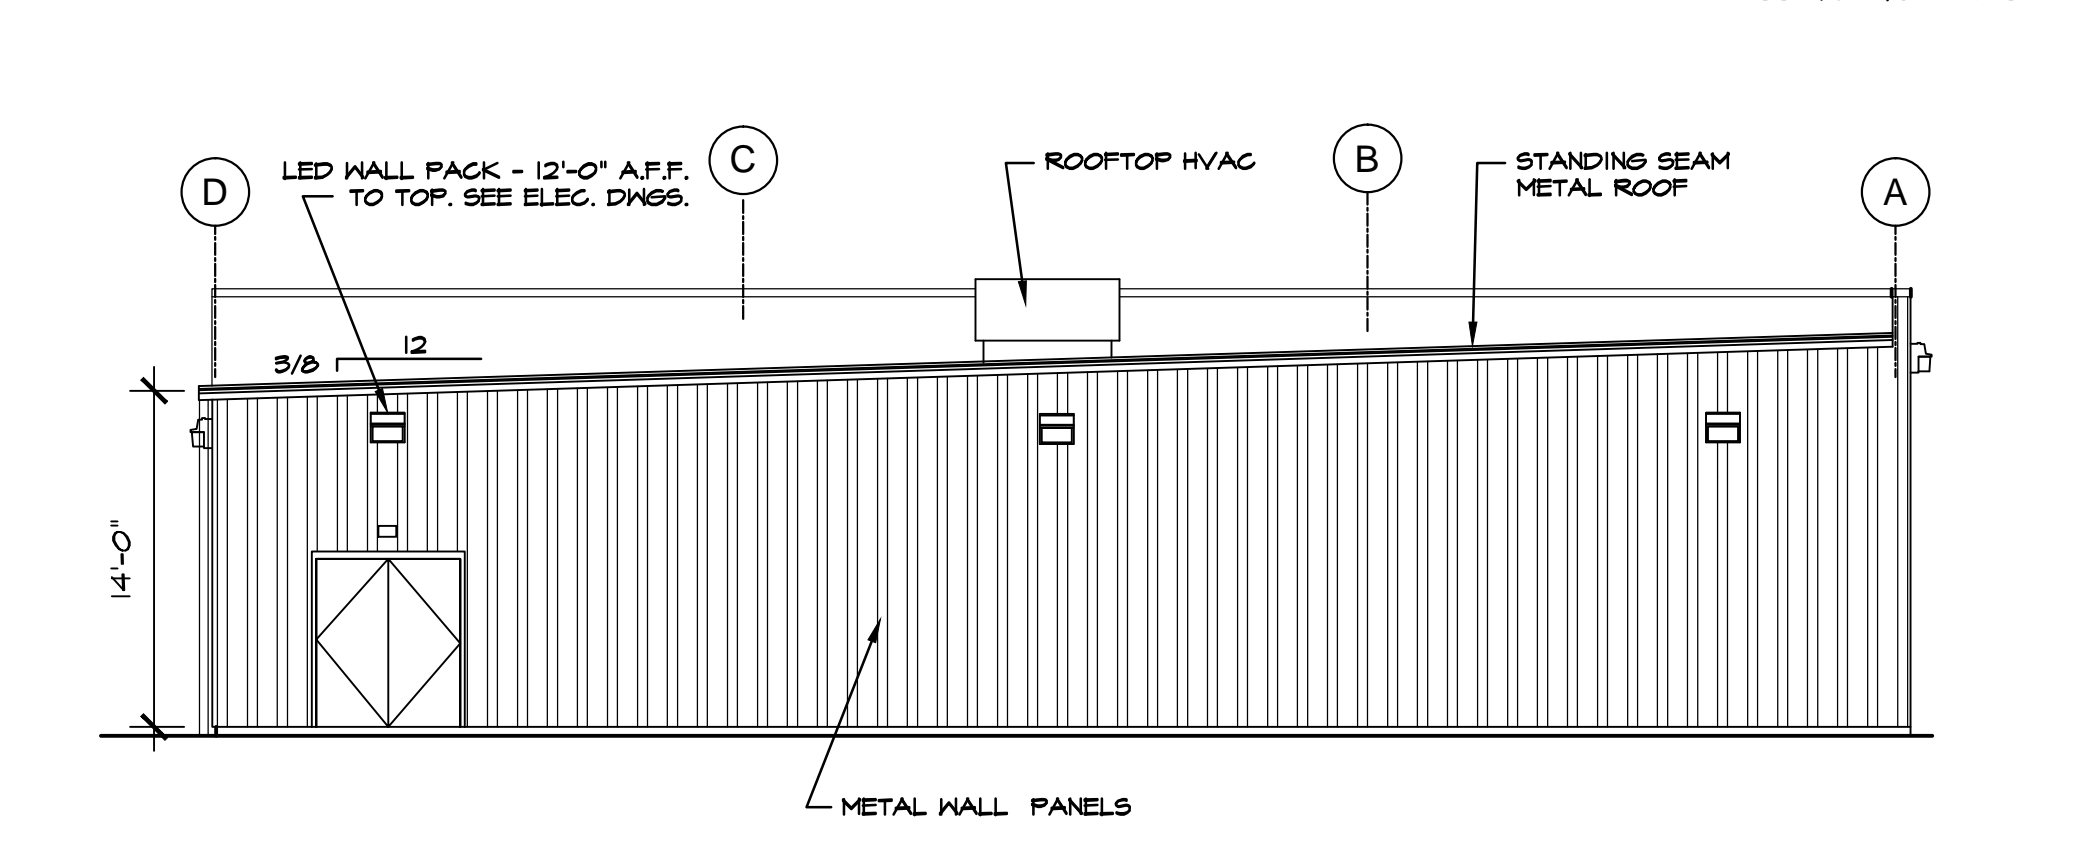 C
B
LED WALL PACK - 12'-0" A.F.F.
TO TOP. SEE ELEC. DWGS.
ROOFTOP HVAC
STANDING SEAM
METAL ROOF
D
A
12
3/8
14'-0"
METAL WALL PANELS